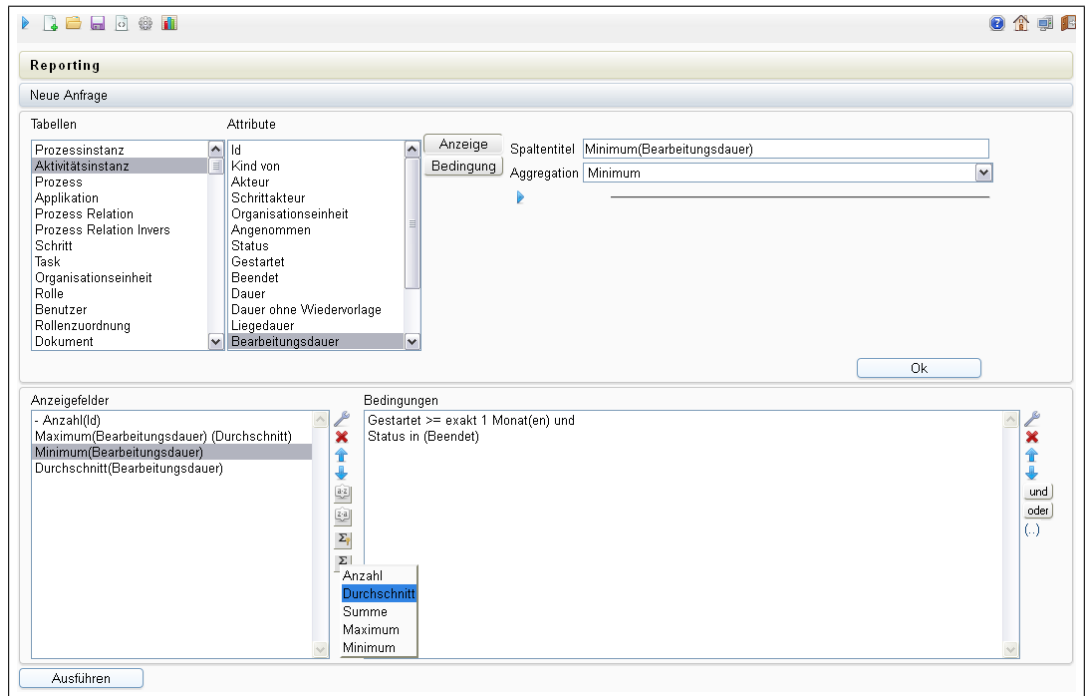 Reporting
Neue Anfrage
Tabellen
Attribute
Prozessinstanz
Aktivitätsinstanz
Prozess
Applikation
Prozess Relation
Prozess Relation Invers
Schritt
Task
Organisationseinheit
Rolle
Benutzer
Rollenzuordnung
Dokument
Id
Kind von
Akteur
Schrittakteur
Organisationseinheit
Angenommen
Status
Gestartet
Beendet
Dauer
Dauer ohne Wiedervorlage
Liegedauer
Bearbeitungsdauer
Anzeige
Bedingung
Spaltentitel Minimum(Bearbeitungsdauer)
Aggregation Minimum
Ok
Anzeigefelder
- Anzahl(Id)
Maximum(Bearbeitungsdauer) (Durchschnitt)
Minimum(Bearbeitungsdauer)
Durchschnitt(Bearbeitungsdauer)
a-z
z-a
Σ
Σ
Anzahl
Durchschnitt
Summe
Maximum
Minimum
Bedingungen
Gestartet >= exakt 1 Monat(en) und
Status in (Beendet)
und
oder
(..)
Ausführen